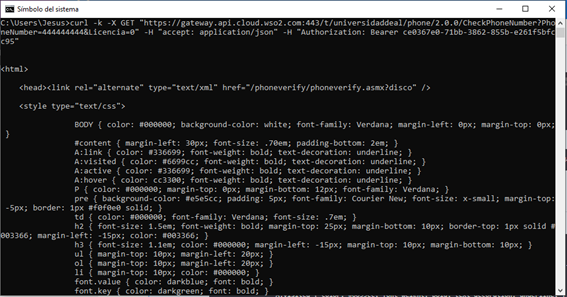 Símbolo del sistema
C:\Users\Jesus>curl -k -X GET "https://gateway.api.cloud.wso2.com:443/t/universidaddeal/phone/2.0.0/CheckPhoneNumber?Pho
neNumber=444444444&Licencia=0" -H "accept: application/json" -H "Authorization: Bearer ce0367e0-71bb-3862-855b-e261f5bfc
c95"
<html>
<head><link rel="alternate" type="text/xml" href="/phoneverify/phoneverify.asmx?disco" />
<style type="text/css">
BODY { color: #000000; background-color: white; font-family: Verdana; margin-left: 0px; margin-top: 0px;
}
#content { margin-left: 30px; font-size: .70em; padding-bottom: 2em; }
A:link { color: #336699; font-weight: bold; text-decoration: underline; }
A:visited { color: #6699cc; font-weight: bold; text-decoration: underline; }
A:active { color: #336699; font-weight: bold; text-decoration: underline; }
A:hover { color: cc3300; font-weight: bold; text-decoration: underline; }
P { color: #000000; margin-top: 0px; margin-bottom: 12px; font-family: Verdana; }
pre { background-color: #e5e5cc; padding: 5px; font-family: Courier New; font-size: x-small; margin-top:
-5px; border: 1px #f0f0e0 solid; }
td { color: #000000; font-family: Verdana; font-size: .7em; }
h2 { font-size: 1.5em; font-weight: bold; margin-top: 25px; margin-bottom: 10px; border-top: 1px solid #
003366; margin-left: -15px; color: #003366; }
h3 { font-size: 1.1em; color: #000000; margin-left: -15px; margin-top: 10px; margin-bottom: 10px; }
ul { margin-top: 10px; margin-left: 20px; }
ol { margin-top: 10px; margin-left: 20px; }
li { margin-top: 10px; color: #000000; }
font.value { color: darkblue; font: bold; }
font.key { color: darkgreen; font: bold; }